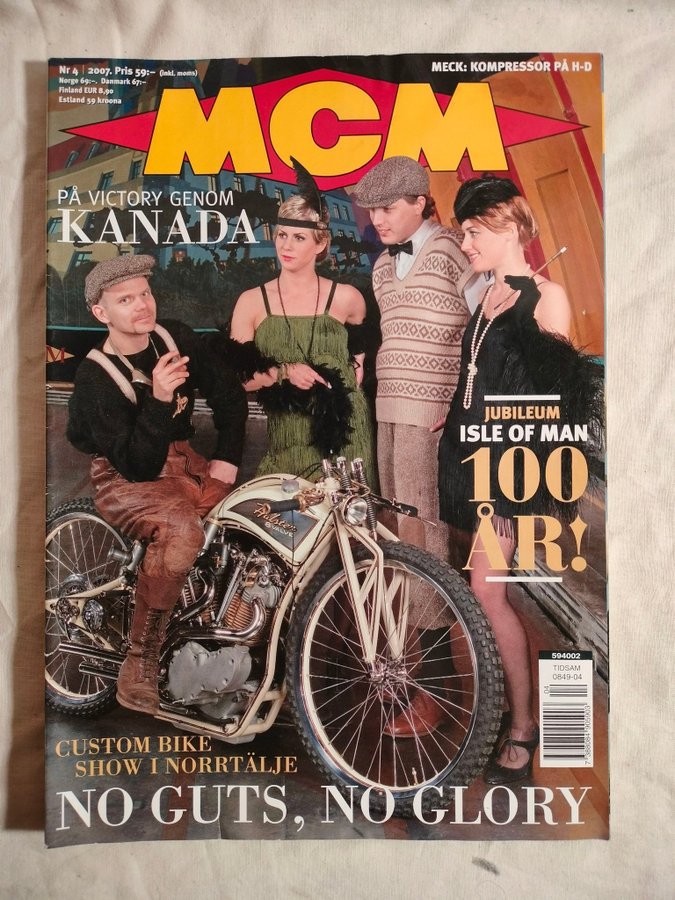 Nr 4 | 2007. Pris 59:- (inkl. moms)
Norge 69:-. Danmark 67:-
Finland EUR 8,90
Estland 59 kroona
MECK: KOMPRESSOR PÅ H-D
MCM
PÅ VICTORY GENOM
KANADA
JUBILEUM
ISLE OF MAN
100
ÅR!
594002
TIDSAM
0849-04
04
CUSTOM BIKE
SHOW I NORRTÄLJE
NO GUTS, NO GLORY